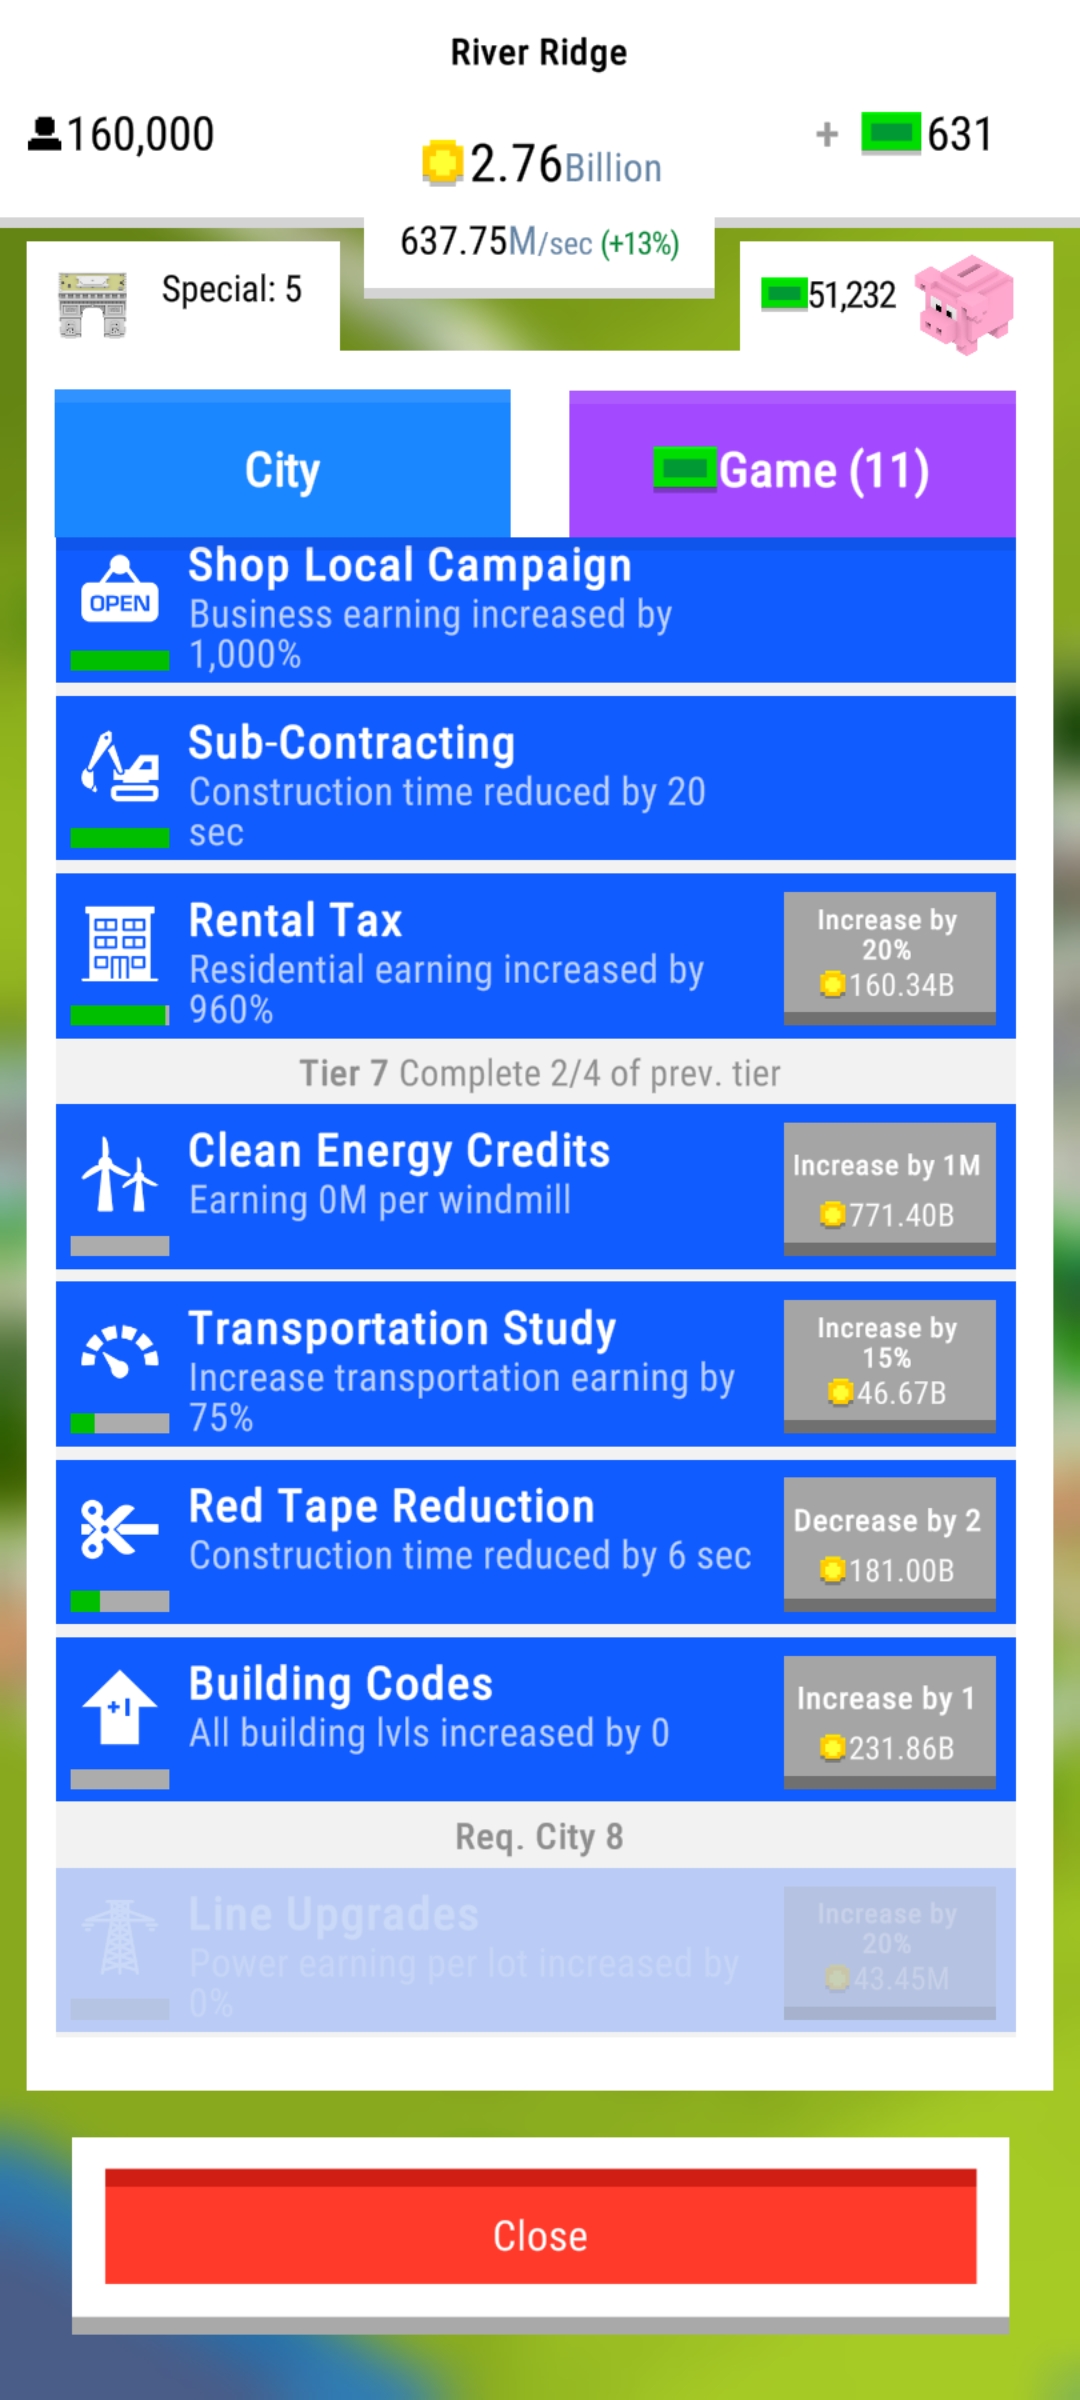 River Ridge
160,000
2.76Billion
+ 631
637.75M/sec (+13%)
Special: 5
51,232
City
Game (11)
OPEN
Shop Local Campaign
Business earning increased by
1,000%
Sub-Contracting
Construction time reduced by 20
sec
Rental Tax
Residential earning increased by
960%
Increase by
20%
160.34B
Tier 7 Complete 2/4 of prev. tier
Clean Energy Credits
Earning 0M per windmill
Increase by 1M
771.40B
Transportation Study
Increase transportation earning by
75%
Increase by
15%
46.67B
Red Tape Reduction
Construction time reduced by 6 sec
Decrease by 2
181.00B
+1
Building Codes
All building lvls increased by 0
Increase by 1
231.86B
Req. City 8
Line Upgrades
Power earning per lot increased by
0%
Increase by
20%
43.45M
Close